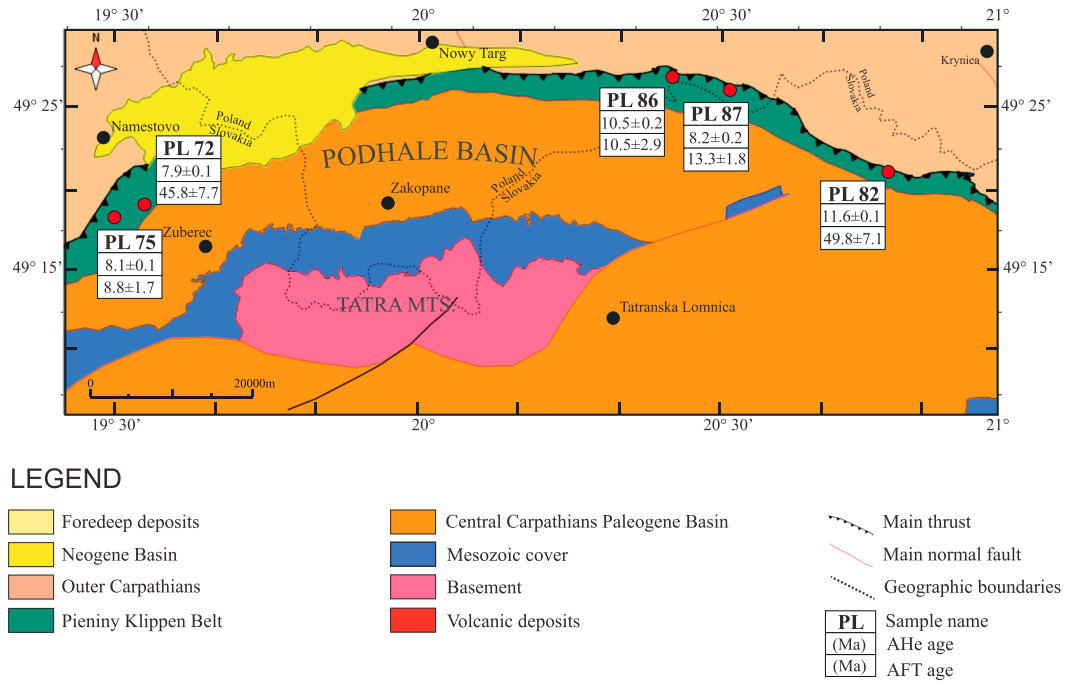 19° 30' 20° 20° 30' 21°
N
Nowy Targ
Krynica
Poland
Slovakia
49° 25' 49° 25'
PL 86
10.5±0.2
10.5±2.9
PL 87
8.2±0.2
13.3±1.8
Namestovo
Poland
Slovakia
PL 72
7.9±0.1
45.8±7.7
PODHALE BASIN
Zakopane
Poland
Slovakia
PL 82
11.6±0.1
49.8±7.1
PL 75
8.1±0.1
8.8±1.7
Zuberec
49° 15' 49° 15'
TATRA MTS.
Tatranska Lomnica
0 20000m
19° 30' 20° 20° 30' 21°
LEGEND
Foredeep deposits
Neogene Basin
Outer Carpathians
Pieniny Klippen Belt
Central Carpathians Paleogene Basin
Mesozoic cover
Basement
Volcanic deposits
Main thrust
Main normal fault
Geographic boundaries
PL Sample name
(Ma) AHe age
(Ma) AFT age